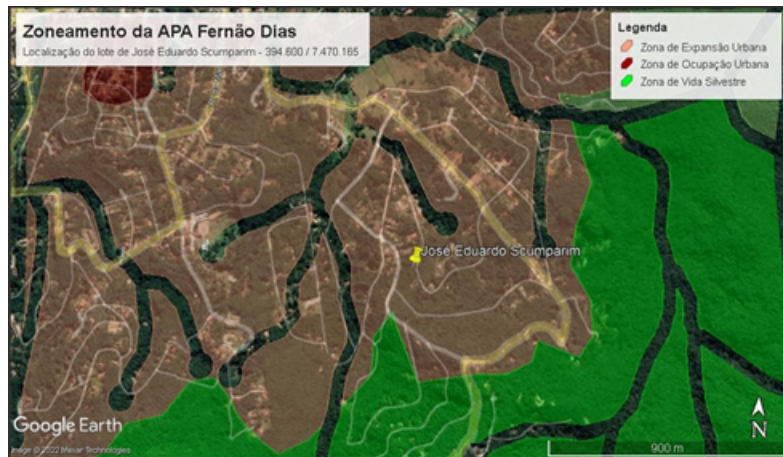 Zoneamento da APA Fernão Dias
Localização do lote de José Eduardo Scumparim - 394.600 / 7.470.165
Legenda
Zona de Expansão Urbana
Zona de Ocupação Urbana
Zona de Vida Silvestre
José Eduardo Scumparim
Google Earth
Image © 2022 Maxar Technologies
900 m
N